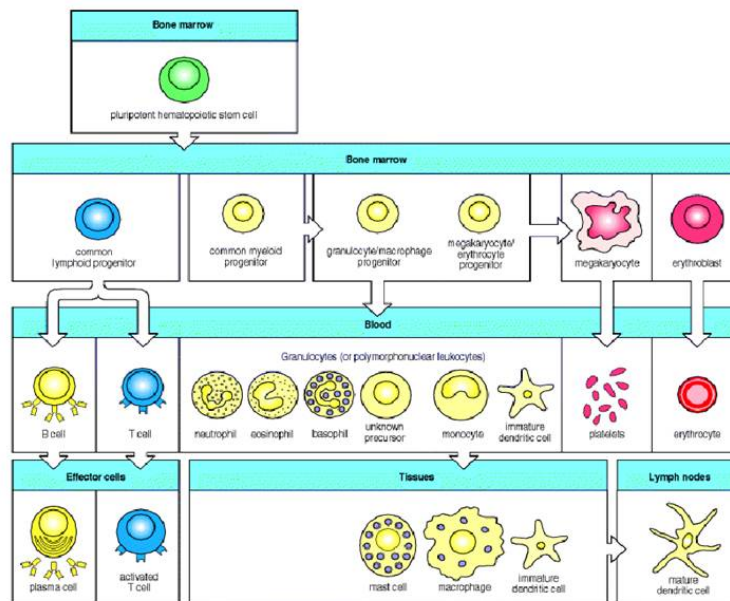 Bone marrow
pluripotent hematopoietic stem cell
Bone marrow
common
lymphoid progenitor
common myeloid
progenitor
granulocyte/macrophage
progenitor
megakaryocyte/
erythrocyte
progenitor
megakaryocyte
erythroblast
Blood
Granulocytes (or polymorphonuclear leukocytes)
B cell
T cell
neutrophil
eosinophil
basophil
unknown
precursor
monocyte
immature
dendritic cell
platelets
erythrocyte
Effector cells
Tissues
Lymph nodes
plasma cell
activated
T cell
mast cell
macrophage
immature
dendritic cell
mature
dendritic cell